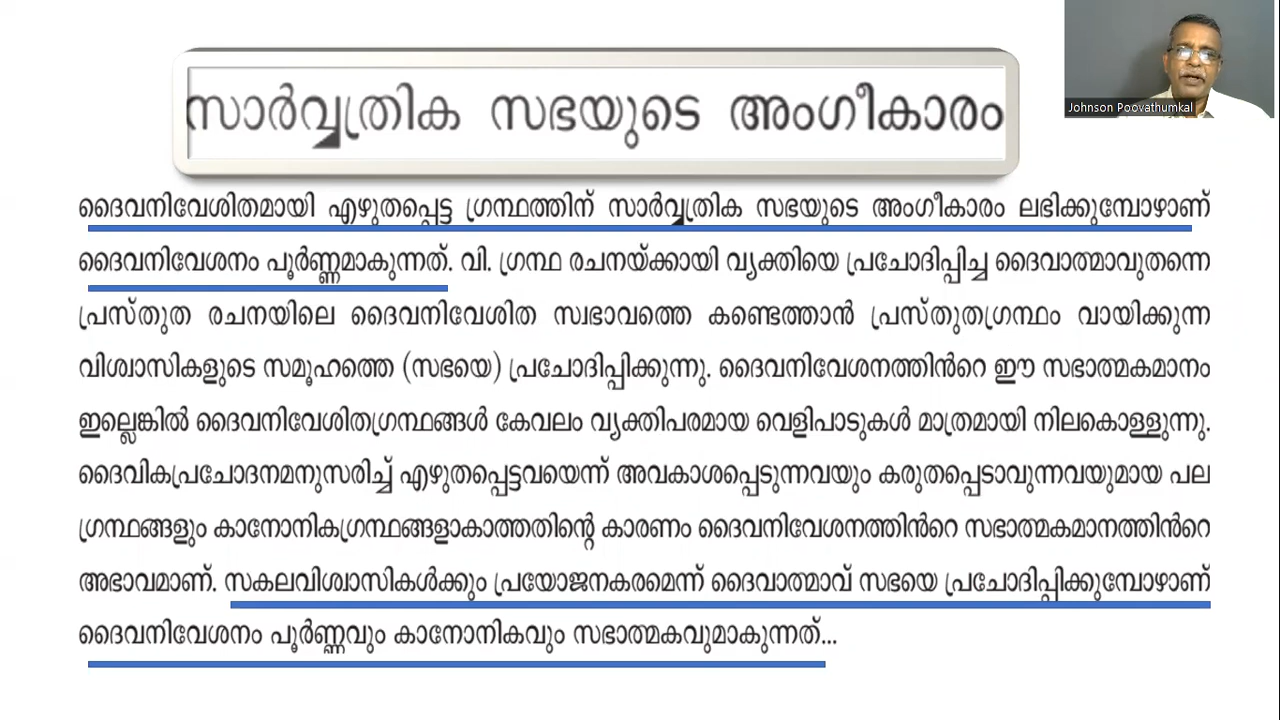 സാർവ്വത്രിക സഭയുടെ അംഗീകാരം
Johnson Poovathumkal
ദൈവനിവേശിതമായി എഴുതപ്പെട്ട ഗ്രന്ഥത്തിന് സാർവ്വത്രിക സഭയുടെ അംഗീകാരം ലഭിക്കുമ്പോഴാണ്
ദൈവനിവേശനം പൂർണ്ണമാകുന്നത്. വി. ഗ്രന്ഥ രചനയ്ക്കായി വ്യക്തിയെ പ്രചോദിപ്പിച്ച ദൈവാത്മാവുതന്നെ
പ്രസ്തുത രചനയിലെ ദൈവനിവേശിത സ്വഭാവത്തെ കണ്ടെത്താൻ പ്രസ്തുതഗ്രന്ഥം വായിക്കുന്ന
വിശ്വാസികളുടെ സമൂഹത്തെ (സഭയെ) പ്രചോദിപ്പിക്കുന്നു. ദൈവനിവേശനത്തിൻറെ ഈ സഭാത്മകമാനം
ഇല്ലെങ്കിൽ ദൈവനിവേശിതഗ്രന്ഥങ്ങൾ കേവലം വ്യക്തിപരമായ വെളിപാടുകൾ മാത്രമായി നിലകൊള്ളുന്നു.
ദൈവികപ്രചോദനമനുസരിച്ച് എഴുതപ്പെട്ടവയെന്ന് അവകാശപ്പെടുന്നവയും കരുതപ്പെടാവുന്നവയുമായ പല
ഗ്രന്ഥങ്ങളും കാനോനികഗ്രന്ഥങ്ങളാകാത്തതിന്റെ കാരണം ദൈവനിവേശനത്തിൻറെ സഭാത്മകമാനത്തിൻറെ
അഭാവമാണ്. സകലവിശ്വാസികൾക്കും പ്രയോജനകരമെന്ന് ദൈവാത്മാവ് സഭയെ പ്രചോദിപ്പിക്കുമ്പോഴാണ്
ദൈവനിവേശനം പൂർണ്ണവും കാനോനികവും സഭാത്മകവുമാകുന്നത്...